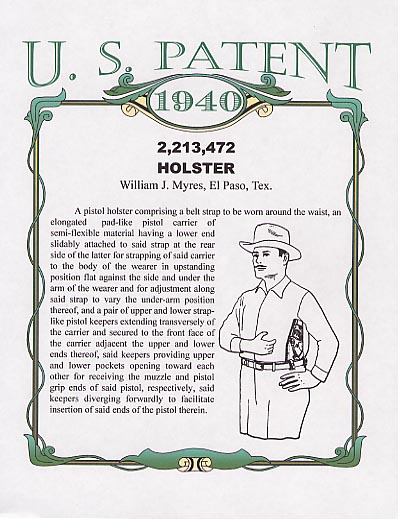 U. S. PATENT
1940
2,213,472
HOLSTER
William J. Myres, El Paso, Tex.
A pistol holster comprising a belt strap to be worn around the waist, an
elongated pad-like pistol carrier of
semi-flexible material having a lower end
slidably attached to said strap at the rear
side of the latter for strapping of said carrier
to the body of the wearer in upstanding
position flat against the side and under the
arm of the wearer and for adjustment along
said strap to vary the under-arm position
thereof, and a pair of upper and lower strap-
like pistol keepers extending transversely of
the carrier and secured to the front face of
the carrier adjacent the upper and lower
ends thereof, said keepers providing upper
and lower pockets opening toward each
other for receiving the muzzle and pistol
grip ends of said pistol, respectively, said
keepers diverging forwardly to facilitate
insertion of said ends of the pistol therein.